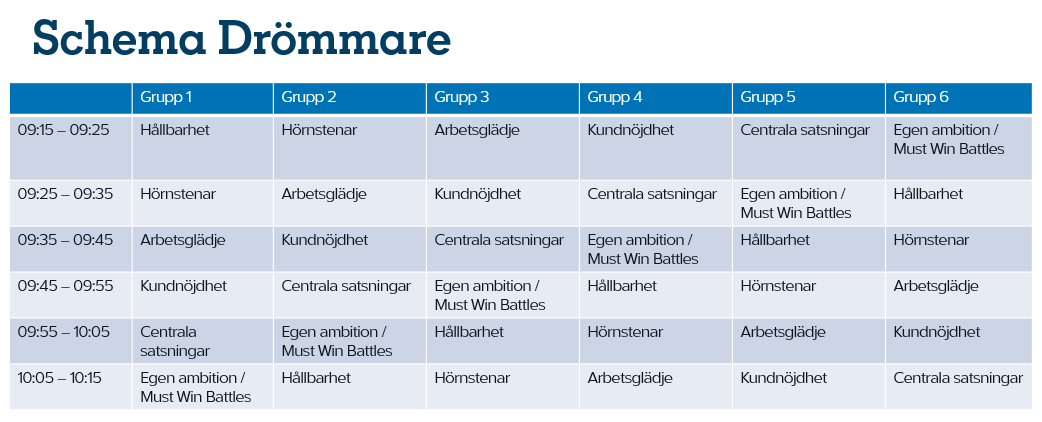 Schema Drömmare
Grupp 1 Grupp 2 Grupp 3 Grupp 4 Grupp 5 Grupp 6
09:15 – 09:25 Hållbarhet Hörnstenar Arbetsglädje Kundnöjdhet Centrala satsningar Egen ambition /
Must Win Battles
09:25 – 09:35 Hörnstenar Arbetsglädje Kundnöjdhet Centrala satsningar Egen ambition / Hållbarhet
Must Win Battles
09:35 – 09:45 Arbetsglädje Kundnöjdhet Centrala satsningar Egen ambition / Hållbarhet Hörnstenar
Must Win Battles
09:45 – 09:55 Kundnöjdhet Centrala satsningar Egen ambition / Hållbarhet Hörnstenar Arbetsglädje
Must Win Battles
09:55 – 10:05 Centrala Egen ambition / Hållbarhet Hörnstenar Arbetsglädje Kundnöjdhet
satsningar Must Win Battles
10:05 – 10:15 Egen ambition / Hållbarhet Hörnstenar Arbetsglädje Kundnöjdhet Centrala satsningar
Must Win Battles